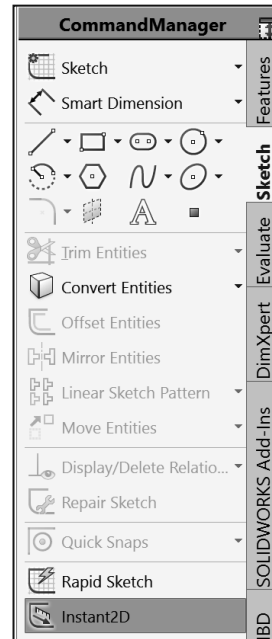 CommandManager
Sketch
Smart Dimension
A
Trim Entities
Convert Entities
Offset Entities
Mirror Entities
Linear Sketch Pattern
Move Entities
Display/Delete Relatio...
Repair Sketch
Quick Snaps
Rapid Sketch
Instant2D
Features
Sketch
Evaluate
DimXpert
SOLIDWORKS Add-Ins